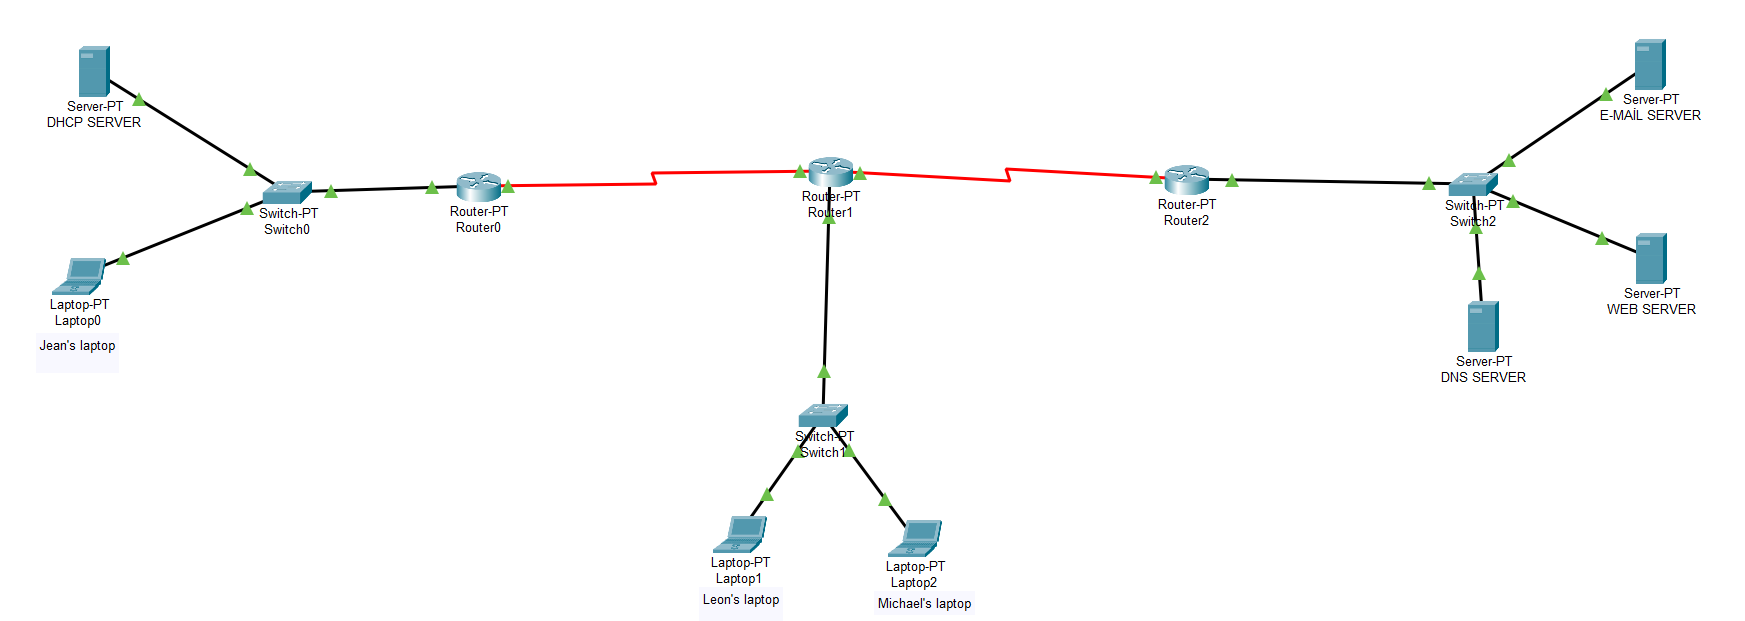 Server-PT
DHCP SERVER
Switch-PT
Switch0
Router-PT
Router0
Laptop-PT
Laptop0
Jean's laptop
Router-PT
Router1
Router-PT
Router2
Switch-PT
Switch2
Server-PT
E-MAİL SERVER
Server-PT
WEB SERVER
Server-PT
DNS SERVER
Switch-PT
Switch1
Laptop-PT
Laptop1
Leon's laptop
Laptop-PT
Laptop2
Michael's laptop